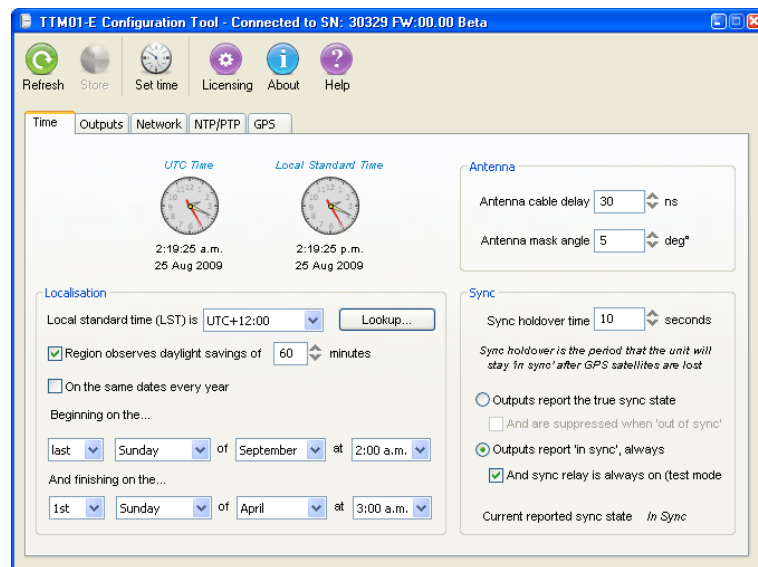 TTM01-E Configuration Tool - Connected to SN: 30329 FW:00.00 Beta
Refresh Store Set time Licensing About Help
Time Outputs Network NTP/PTP GPS
UTC Time Local Standard Time
2:19:25 a.m. 2:19:25 p.m.
25 Aug 2009 25 Aug 2009
Antenna
Antenna cable delay 30 ns
Antenna mask angle 5 deg°
Localisation
Local standard time (LST) is UTC+12:00 Lookup...
Region observes daylight savings of 60 minutes
On the same dates every year
Beginning on the...
last Sunday of September at 2:00 a.m.
And finishing on the...
1st Sunday of April at 3:00 a.m.
Sync
Sync holdover time 10 seconds
Sync holdover is the period that the unit will
stay 'in sync' after GPS satellites are lost
Outputs report the true sync state
And are suppressed when 'out of sync'
Outputs report 'in sync', always
And sync relay is always on (test mode
Current reported sync state In Sync